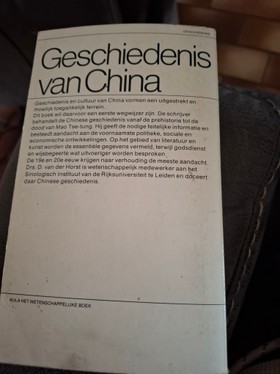 Geschiedenis
van China
Geschiedenis en cultuur van China vormen een uitgestrekt en
moeilijk toegankelijk terrein.
Dit boek wil daarvoor een eerste wegwijzer zijn. De schrijver
behandelt de Chinese geschiedenis vanaf de prehistorie tot de
dood van Mao Tse-tung. Hij geeft de nodige feitelijke informatie en
besteedt aandacht aan de voornaamste politieke, sociale en
economische ontwikkelingen. Op het gebied van literatuur en
kunst worden de essentiële gegevens vermeld, terwijl godsdienst
en wijsbegeerte wat uitvoeriger worden besproken.
De 19e en 20e eeuw krijgen naar verhouding de meeste aandacht.
Drs. D. van der Horst is wetenschappelijk medewerker aan het
Sinologisch instituut van de Rijksuniversiteit te Leiden en doceert
daar Chinese geschiedenis.
AULA HET WETENSCHAPPELIJKE BOEK